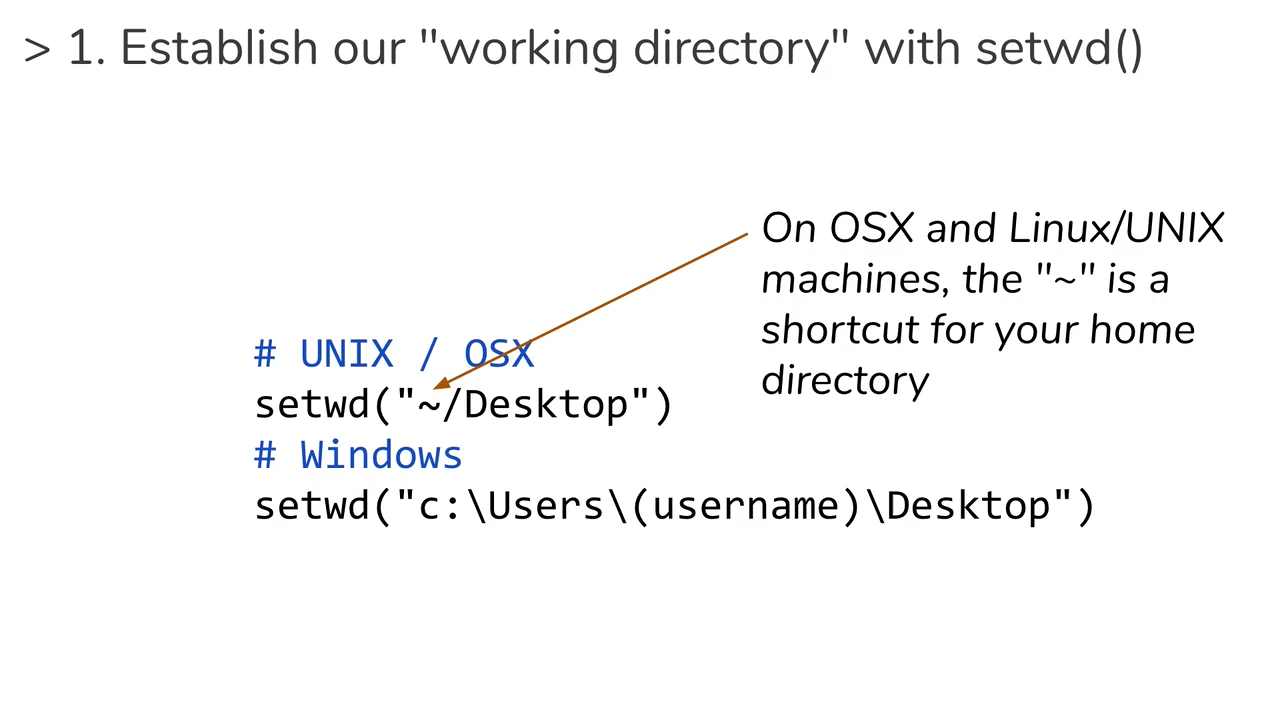 > 1. Establish our "working directory" with setwd()
On OSX and Linux/UNIX
machines, the "~" is a
shortcut for your home
directory
# UNIX / OSX
setwd("~/Desktop")
# Windows
setwd("c:\Users\(username)\Desktop")